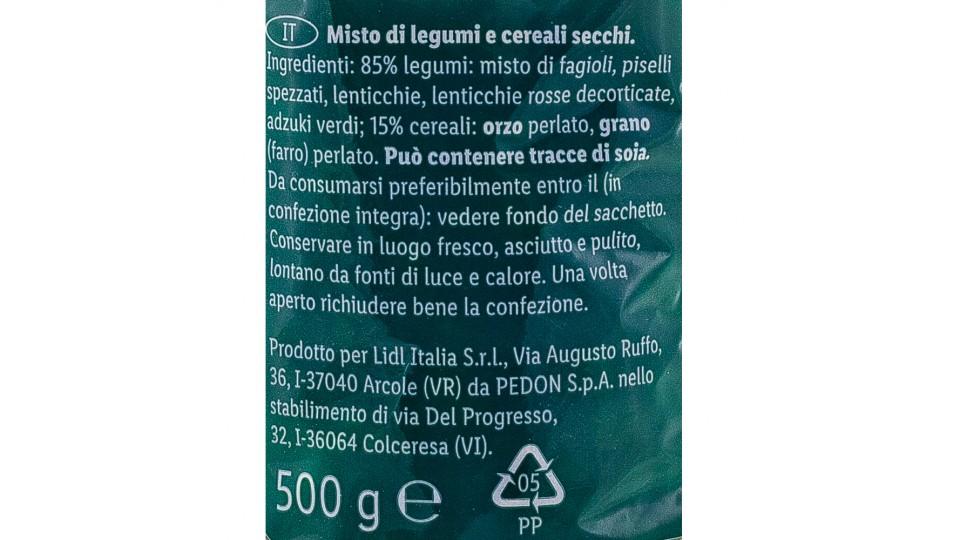 IT Misto di legumi e cereali secchi.
Ingredienti: 85% legumi: misto di fagioli, piselli
spezzati, lenticchie, lenticchie rosse decorticate,
adzuki verdi; 15% cereali: orzo perlato, grano
(farro) perlato. Può contenere tracce di soia.
Da consumarsi preferibilmente entro il (in
confezione integra): vedere fondo del sacchetto.
Conservare in luogo fresco, asciutto e pulito,
lontano da fonti di luce e calore. Una volta
aperto richiudere bene la confezione.
Prodotto per Lidl Italia S.r.l., Via Augusto Ruffo,
36, I-37040 Arcole (VR) da PEDON S.p.A. nello
stabilimento di via Del Progresso,
32, I-36064 Colceresa (VI).
500 g e
05
PP